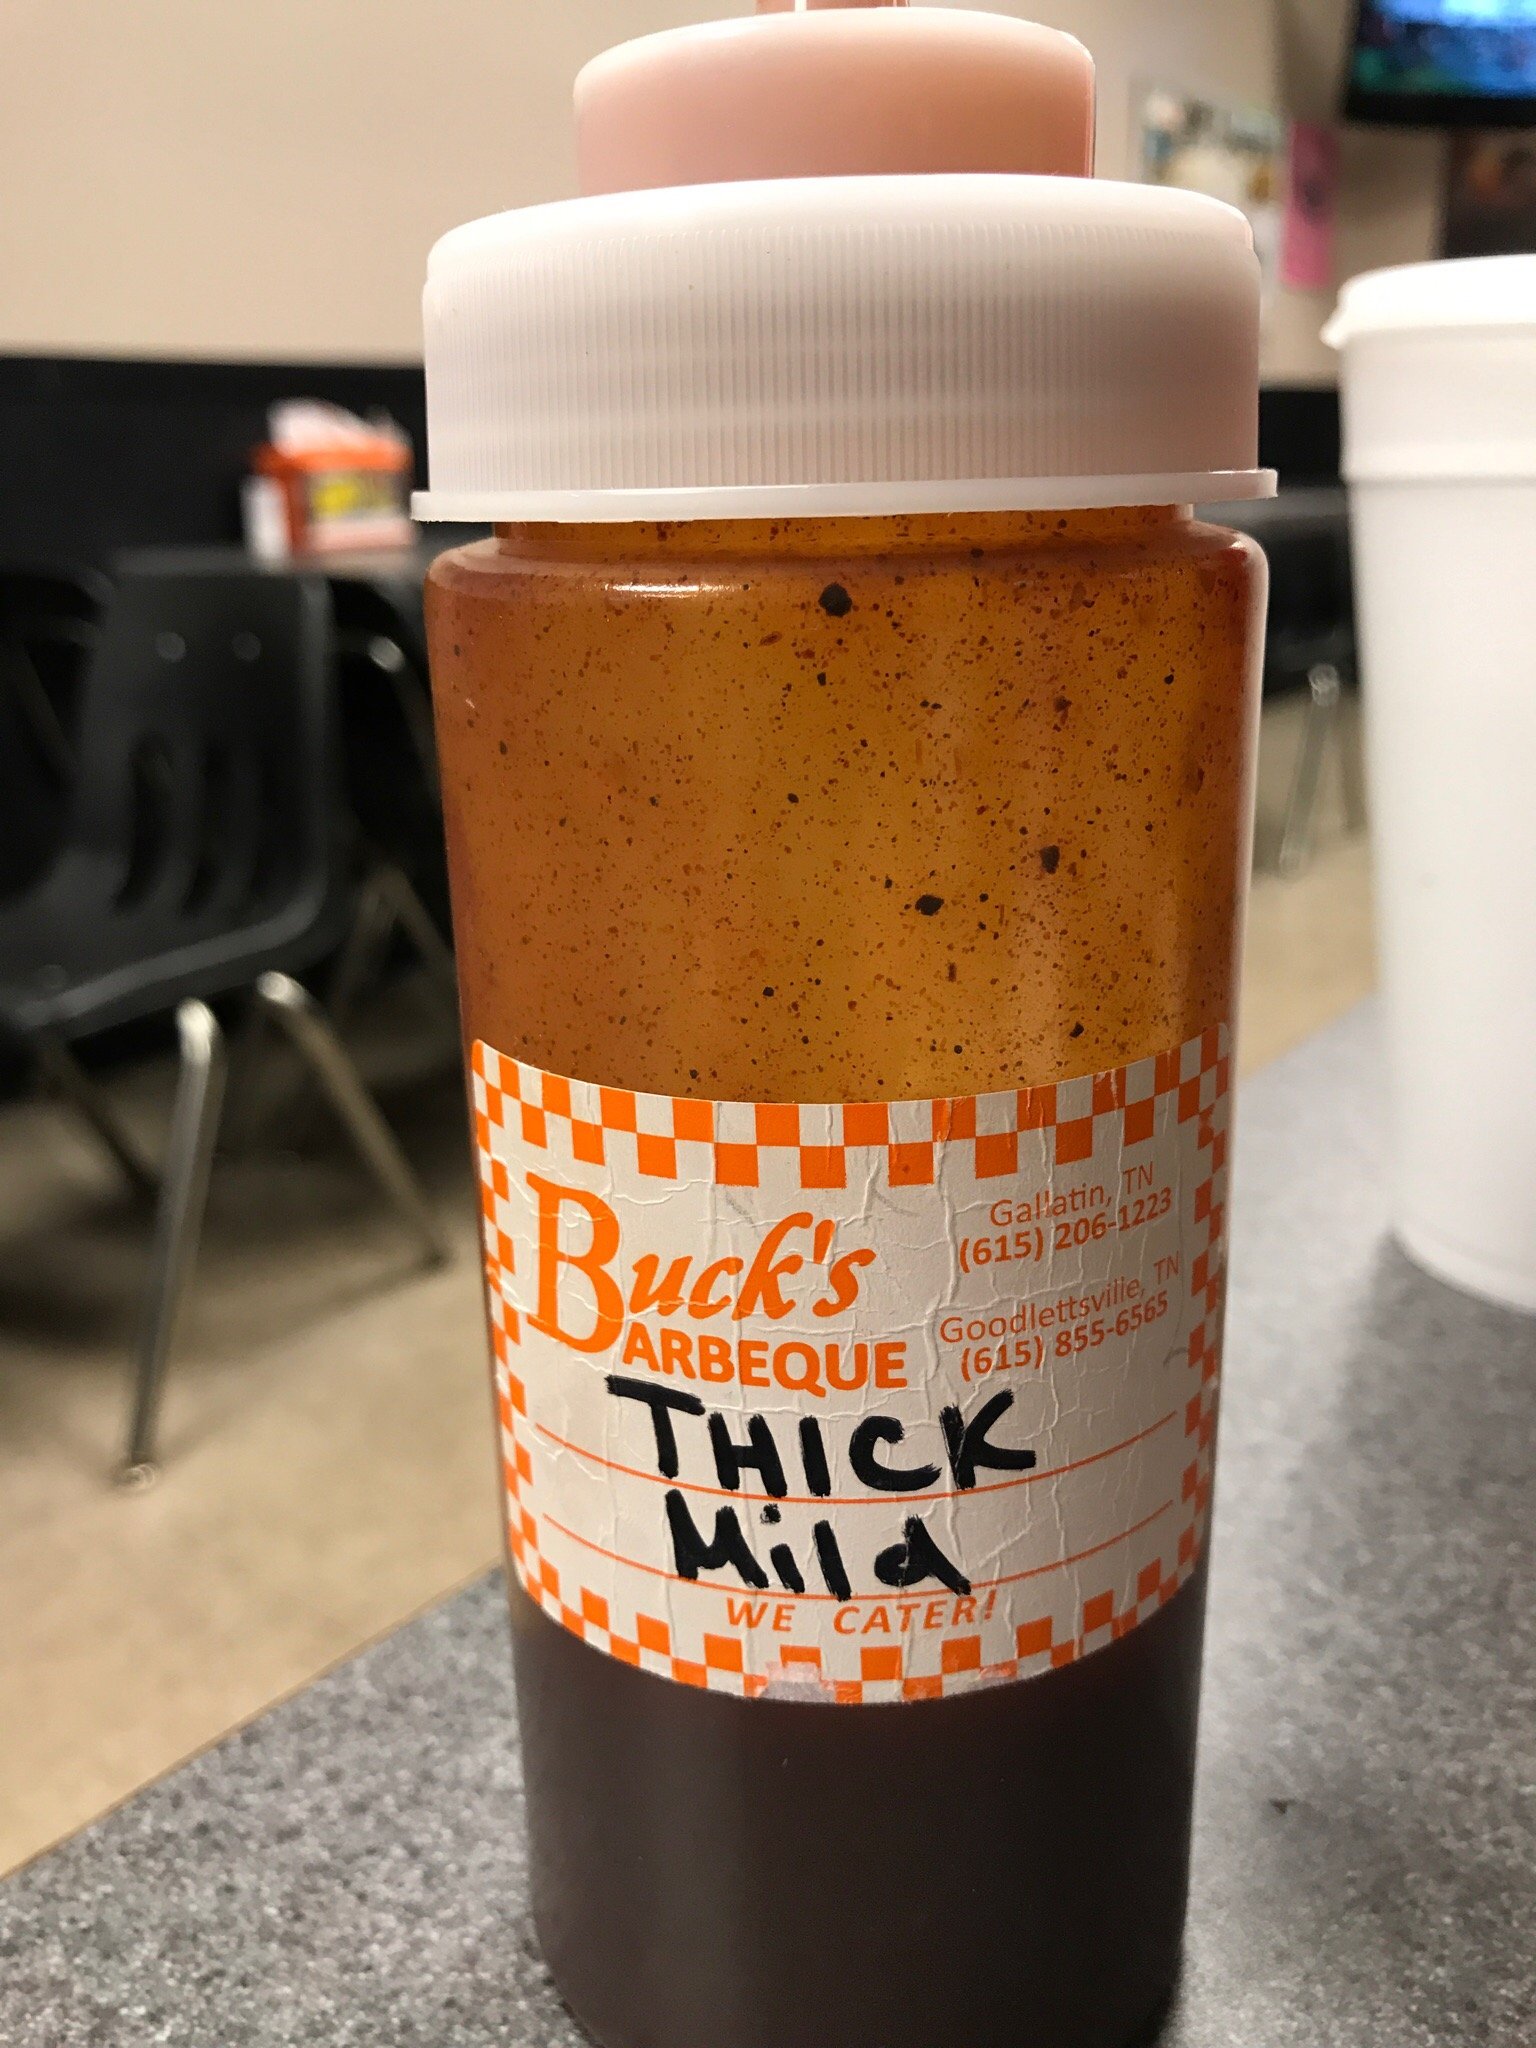 Buck's
BARBEQUE
Gallatin, TN
(615) 206-1223
Goodlettsville, TN
(615) 855-6565
THICK
Mild
WE CATER!